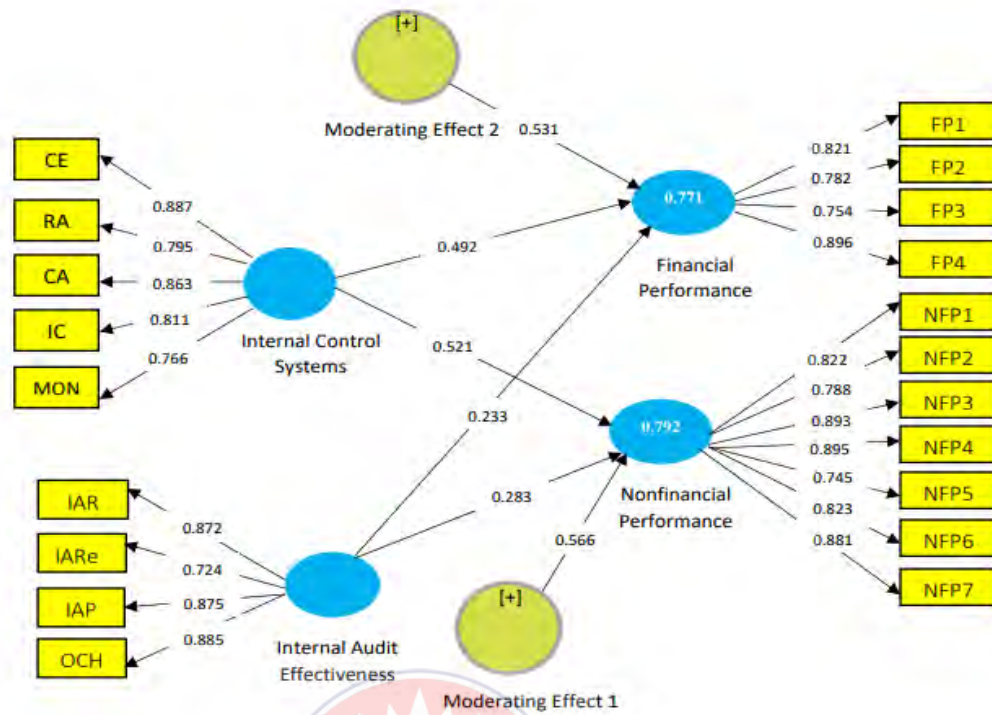 [+]
Moderating Effect 2
0.531
CE
RA
CA
IC
MON
0.887
0.795
0.863
0.811
0.766
Internal Control
Systems
0.492
0.521
0.233
0.283
0.566
0.771
Financial
Performance
0.821
0.782
0.754
0.896
FP1
FP2
FP3
FP4
0.792
Nonfinancial
Performance
0.822
0.788
0.893
0.895
0.745
0.823
0.881
NFP1
NFP2
NFP3
NFP4
NFP5
NFP6
NFP7
IAR
IARe
IAP
OCH
0.872
0.724
0.875
0.885
Internal Audit
Effectiveness
[+]
Moderating Effect 1